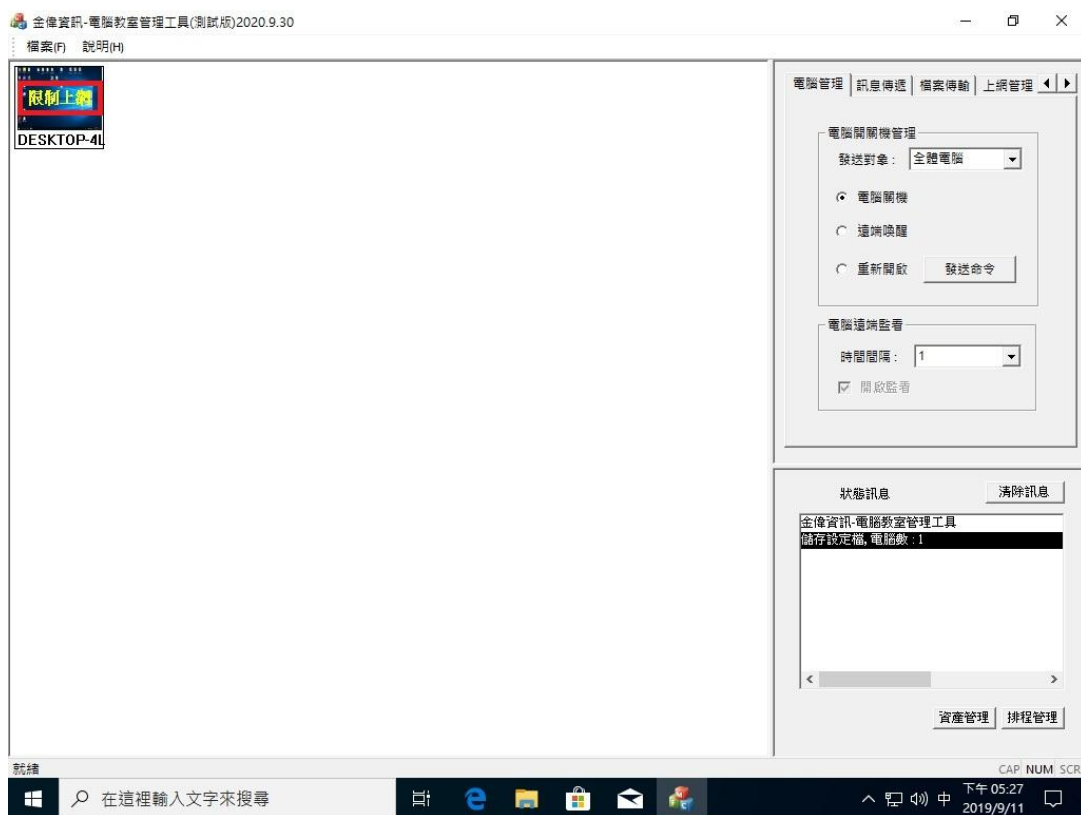 金偉資訊-電腦教室管理工具(測試版)2020.9.30
檔案(F) 說明(H)
限制上網
DESKTOP-4L
電腦管理 訊息傳遞 檔案傳輸 上網管理
電腦開關機管理
發送對象： 全體電腦
電腦關機
遠端喚醒
重新開啟 發送命令
電腦遠端監看
時間間隔： 1
開啟監看
狀態訊息 清除訊息
金偉資訊-電腦教室管理工具
儲存設定檔, 電腦數 : 1
資產管理 排程管理
就緒 CAP NUM SCR
在這裡輸入文字來搜尋
中 下午 05:27
2019/9/11